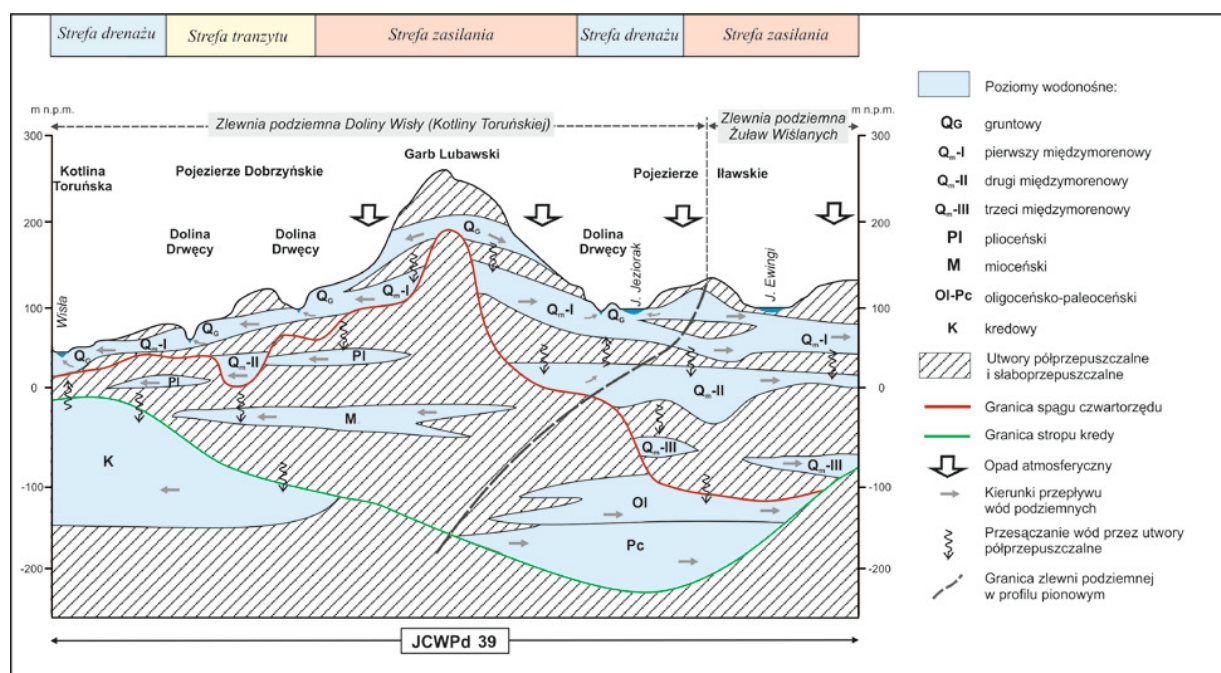 Strefa drenażu
Strefa tranzytu
Strefa zasilania
Strefa drenażu
Strefa zasilania
m n.p.m.
m n.p.m.
Zlewnia podziemna Doliny Wisły (Kotliny Toruńskiej)
Zlewnia podziemna
Żuław Wiślanych
300
200
100
0
-100
-200
300
200
100
0
-100
-200
Kotlina
Toruńska
Pojezierze Dobrzyńskie
Garb Lubawski
Pojezierze
Iławskie
Dolina
Drwęcy
Dolina
Drwęcy
Dolina
Drwęcy
Wisła
J. Jeziorak
J. Ewingi
QG
QG
QG
QG
QG
Qm-I
Qm-I
Qm-I
Qm-I
Qm-II
Qm-II
Qm-III
Qm-III
Pl
Pl
M
K
Ol
Pc
JCWPd 39
Poziomy wodonośne:
QG gruntowy
Qm-I pierwszy międzymorenowy
Qm-II drugi międzymorenowy
Qm-III trzeci międzymorenowy
Pl plioceński
M mioceński
Ol-Pc oligoceńsko-paleoceński
K kredowy
Utwory półprzepuszczalne
i słaboprzepuszczalne
Granica spągu czwartorzędu
Granica stropu kredy
Opad atmosferyczny
Kierunki przepływu
wód podziemnych
Przesączanie wód przez utwory
półprzepuszczalne
Granica zlewni podziemnej
w profilu pionowym